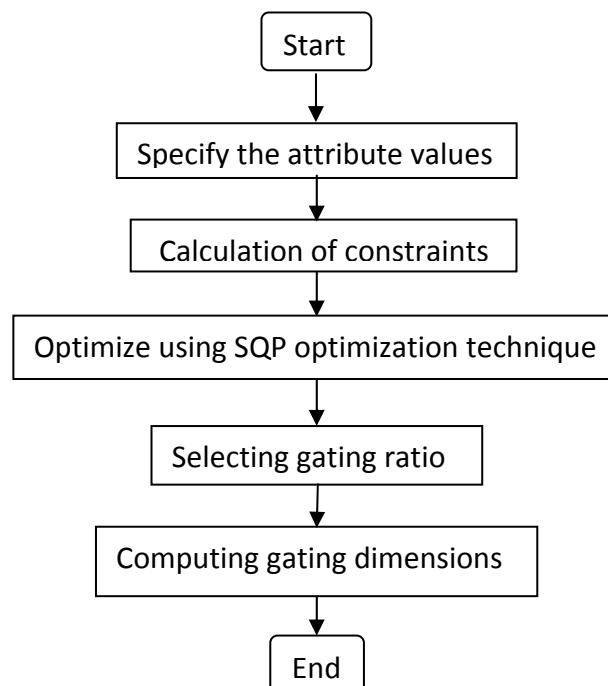 Start
Specify the attribute values
Calculation of constraints
Optimize using SQP optimization technique
Selecting gating ratio
Computing gating dimensions
End